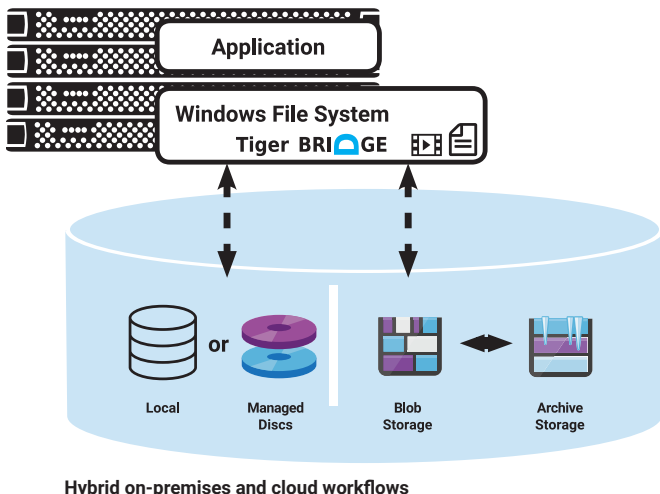 Application
Windows File System
Tiger BRIDGE
or
Local
Managed
Discs
Blob
Storage
Archive
Storage
Hybrid on-premises and cloud workflows